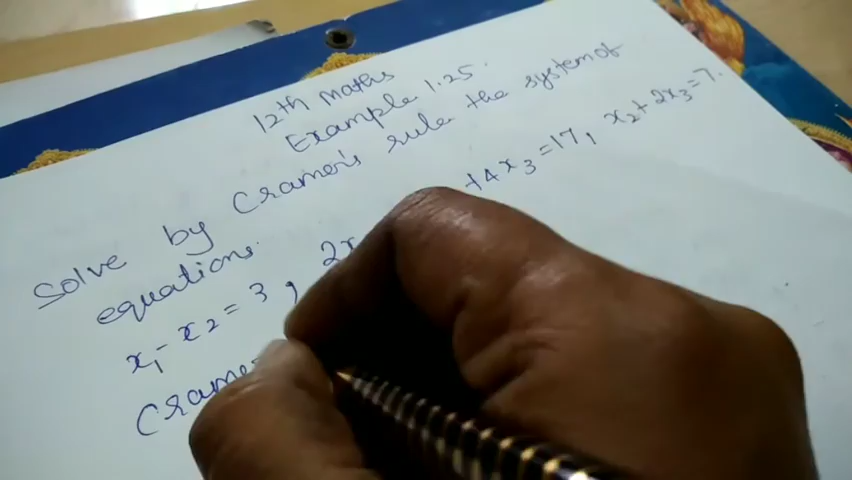 12th Maths
Example 1.25.
Solve by Cramer's rule the system of
equations.
x₁ - x₂ = 3, 2x +4x₃ = 17, x₂ + 2x₃ = 7.
Cramer